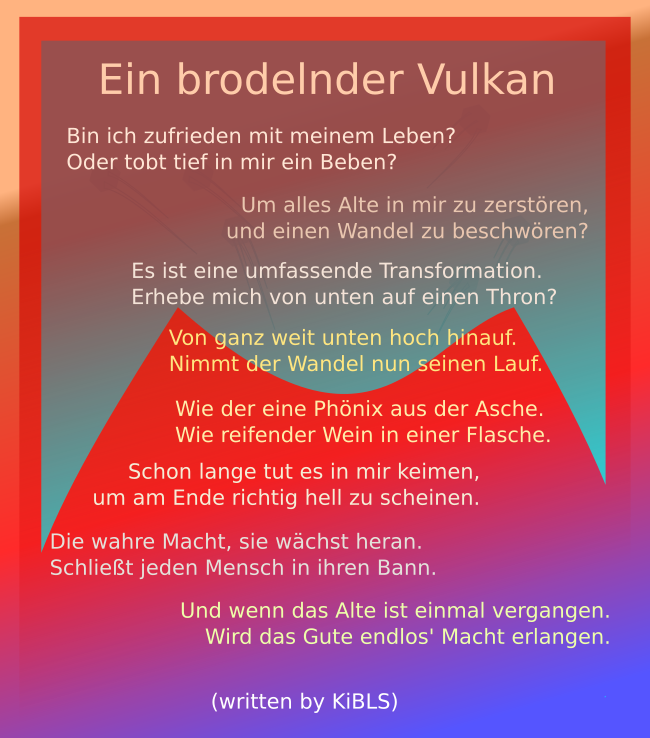 Ein brodelnder Vulkan
Bin ich zufrieden mit meinem Leben?
Oder tobt tief in mir ein Beben?
Um alles Alte in mir zu zerstören,
und einen Wandel zu beschwören?
Es ist eine umfassende Transformation.
Erhebe mich von unten auf einen Thron?
Von ganz weit unten hoch hinauf.
Nimmt der Wandel nun seinen Lauf.
Wie der eine Phönix aus der Asche.
Wie reifender Wein in einer Flasche.
Schon lange tut es in mir keimen,
um am Ende richtig hell zu scheinen.
Die wahre Macht, sie wächst heran.
Schließt jeden Mensch in ihren Bann.
Und wenn das Alte ist einmal vergangen.
Wird das Gute endlos' Macht erlangen.
(written by KiBLS)